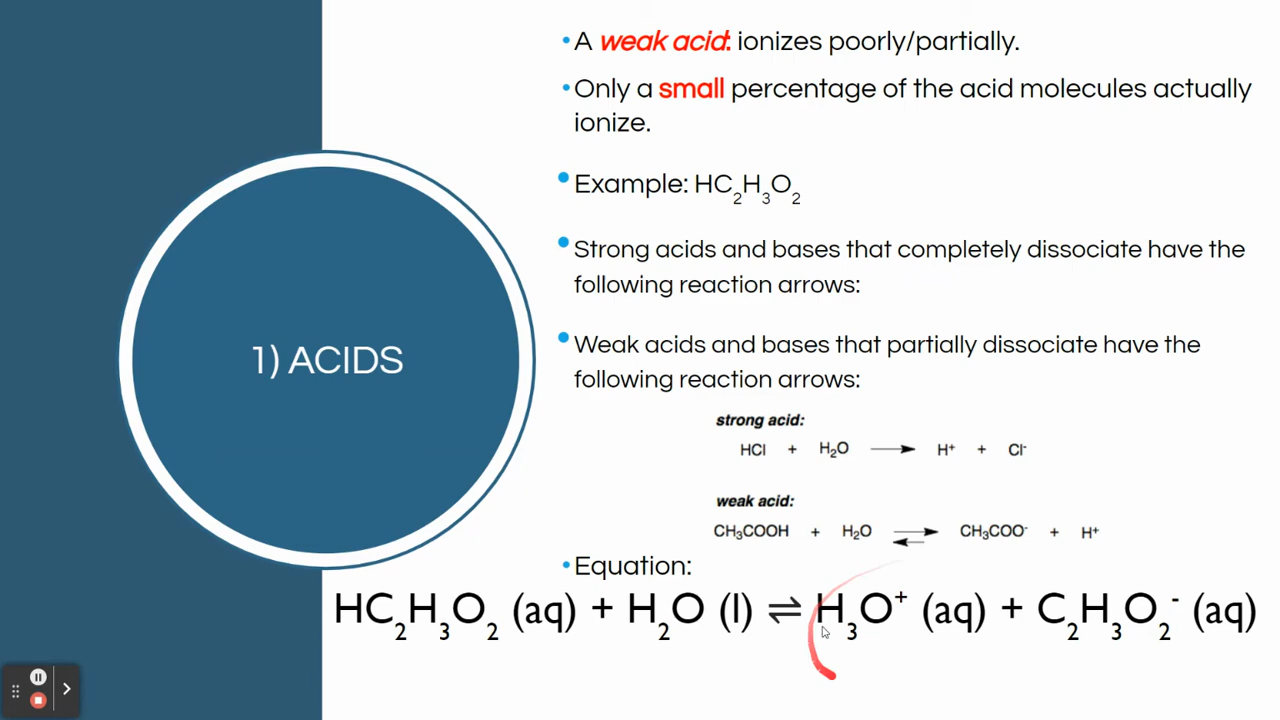 •A weak acid: ionizes poorly/partially.
•Only a small percentage of the acid molecules actually
ionize.
•Example: HC₂H₃O₂
•Strong acids and bases that completely dissociate have the
following reaction arrows:
•Weak acids and bases that partially dissociate have the
following reaction arrows:
1) ACIDS
strong acid:
HCl + H₂O ⟶ H⁺ + Cl⁻
weak acid:
CH₃COOH + H₂O ⇌ CH₃COO⁻ + H⁺
•Equation:
HC₂H₃O₂ (aq) + H₂O (l) ⇌ H₃O⁺ (aq) + C₂H₃O₂⁻ (aq)